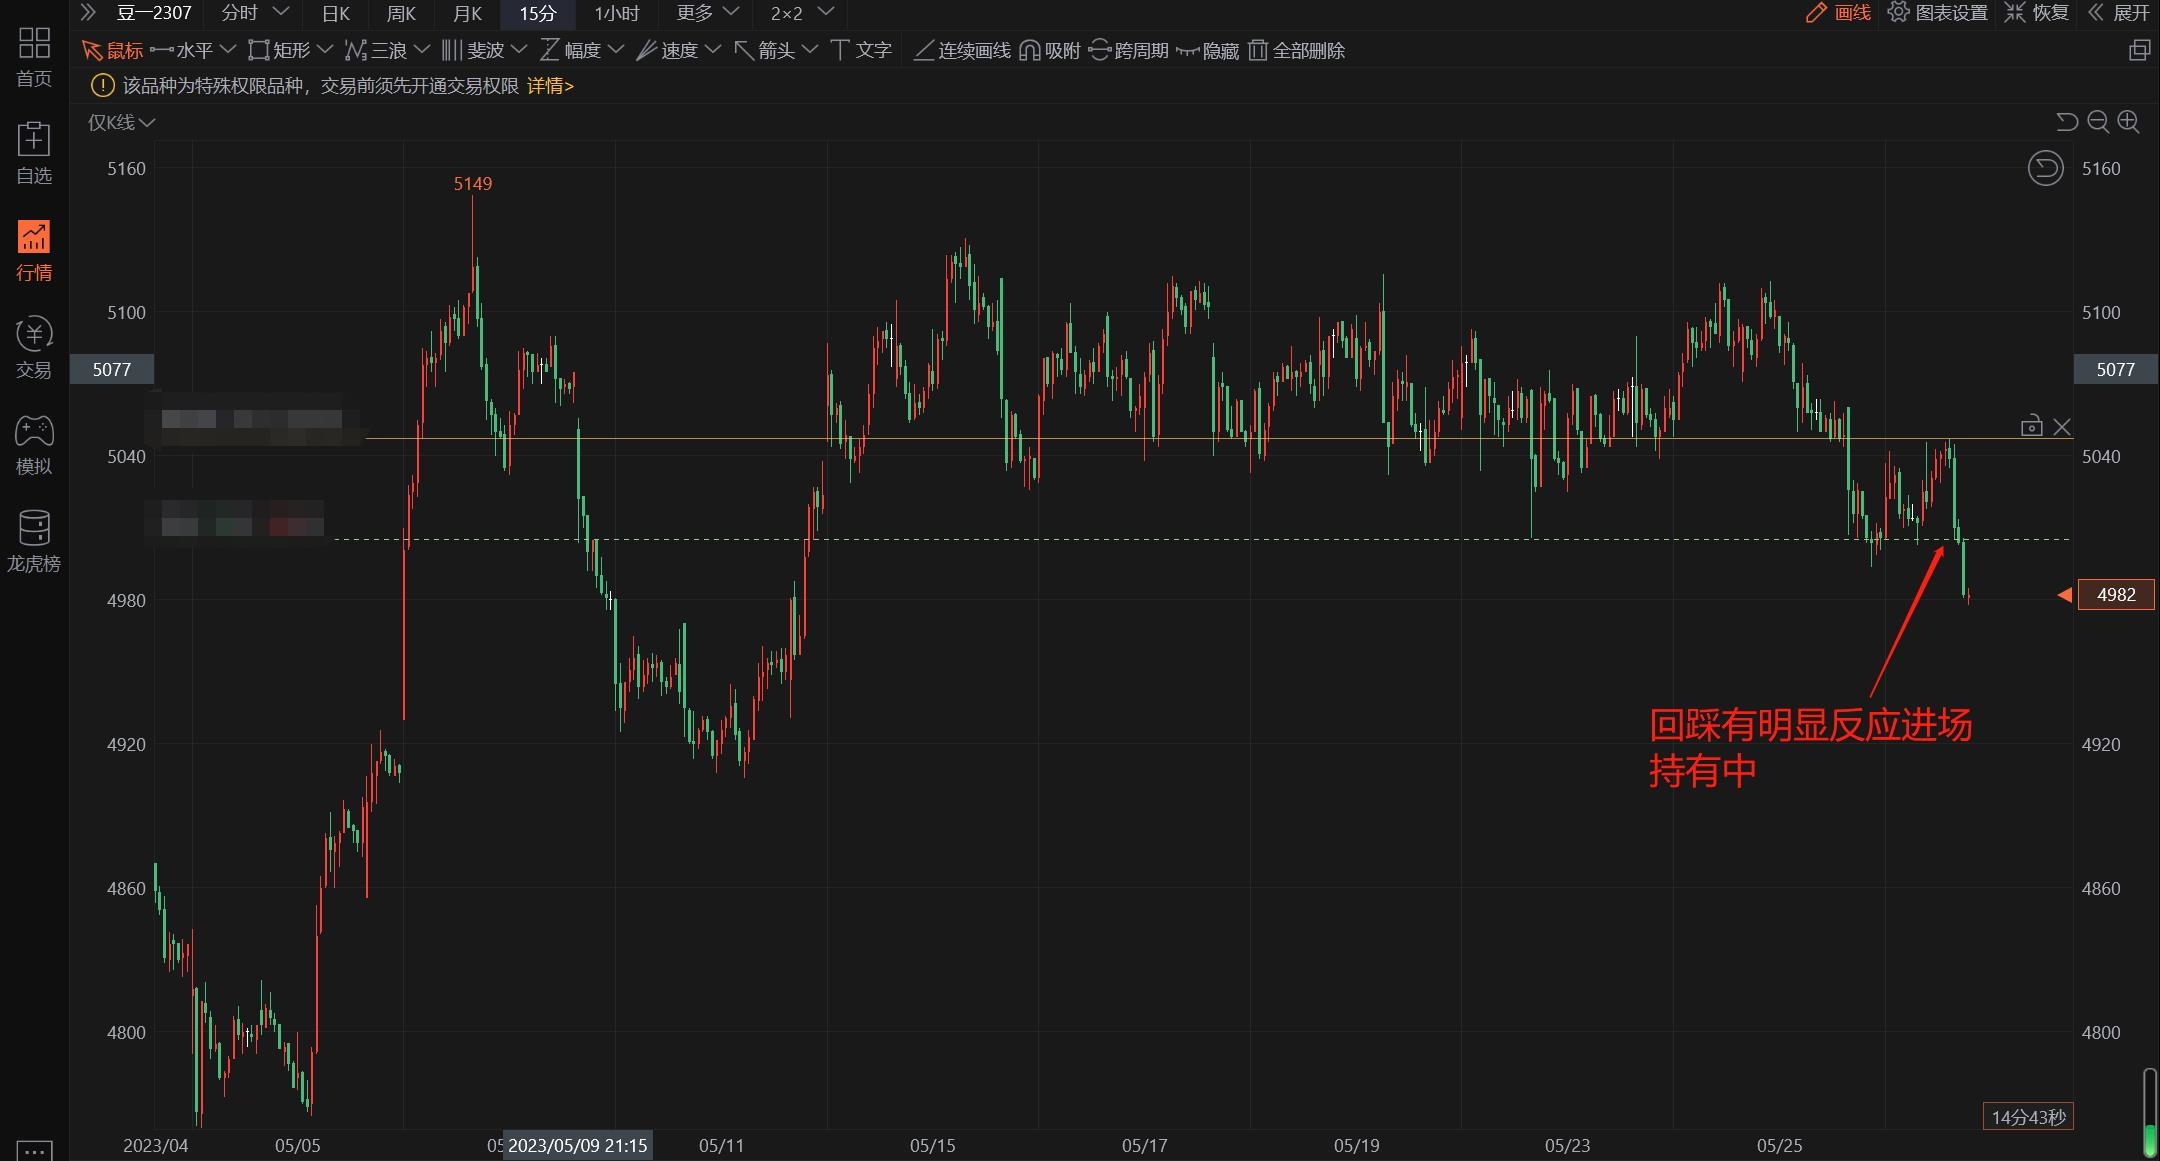 豆一2307 分时 日K 周K 月K 15分 1小时 更多 2×2 画线 图表设置 恢复 展开
鼠标 水平 矩形 三浪 斐波 幅度 速度 箭头 文字 连续画线 吸附 跨周期 隐藏 全部删除
该品种为特殊权限品种，交易前须先开通交易权限 详情>
仅K线
首页
自选
行情
交易
模拟
龙虎榜
5160 5160
5149
5100 5100
5077 5077
5040 5040
4980 4982
4920 4920
4860 4860
4800 4800
回踩有明显反应进场
持有中
14分43秒
2023/04 05/05 05 2023/05/09 21:15 05/11 05/15 05/17 05/19 05/23 05/25